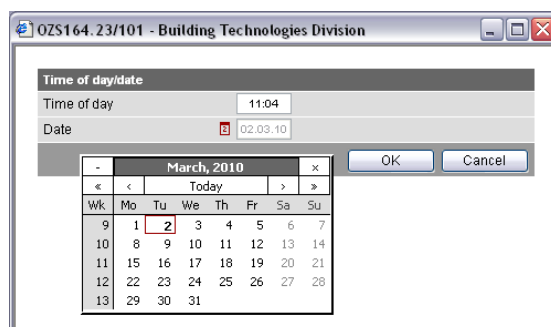 OZS164.23/101 - Building Technologies Division
Time of day/date
Time of day 11:04
Date 02.03.10
OK Cancel
- March, 2010 x
« ‹ Today › »
Wk Mo Tu We Th Fr Sa Su
9 1 2 3 4 5 6 7
10 8 9 10 11 12 13 14
11 15 16 17 18 19 20 21
12 22 23 24 25 26 27 28
13 29 30 31